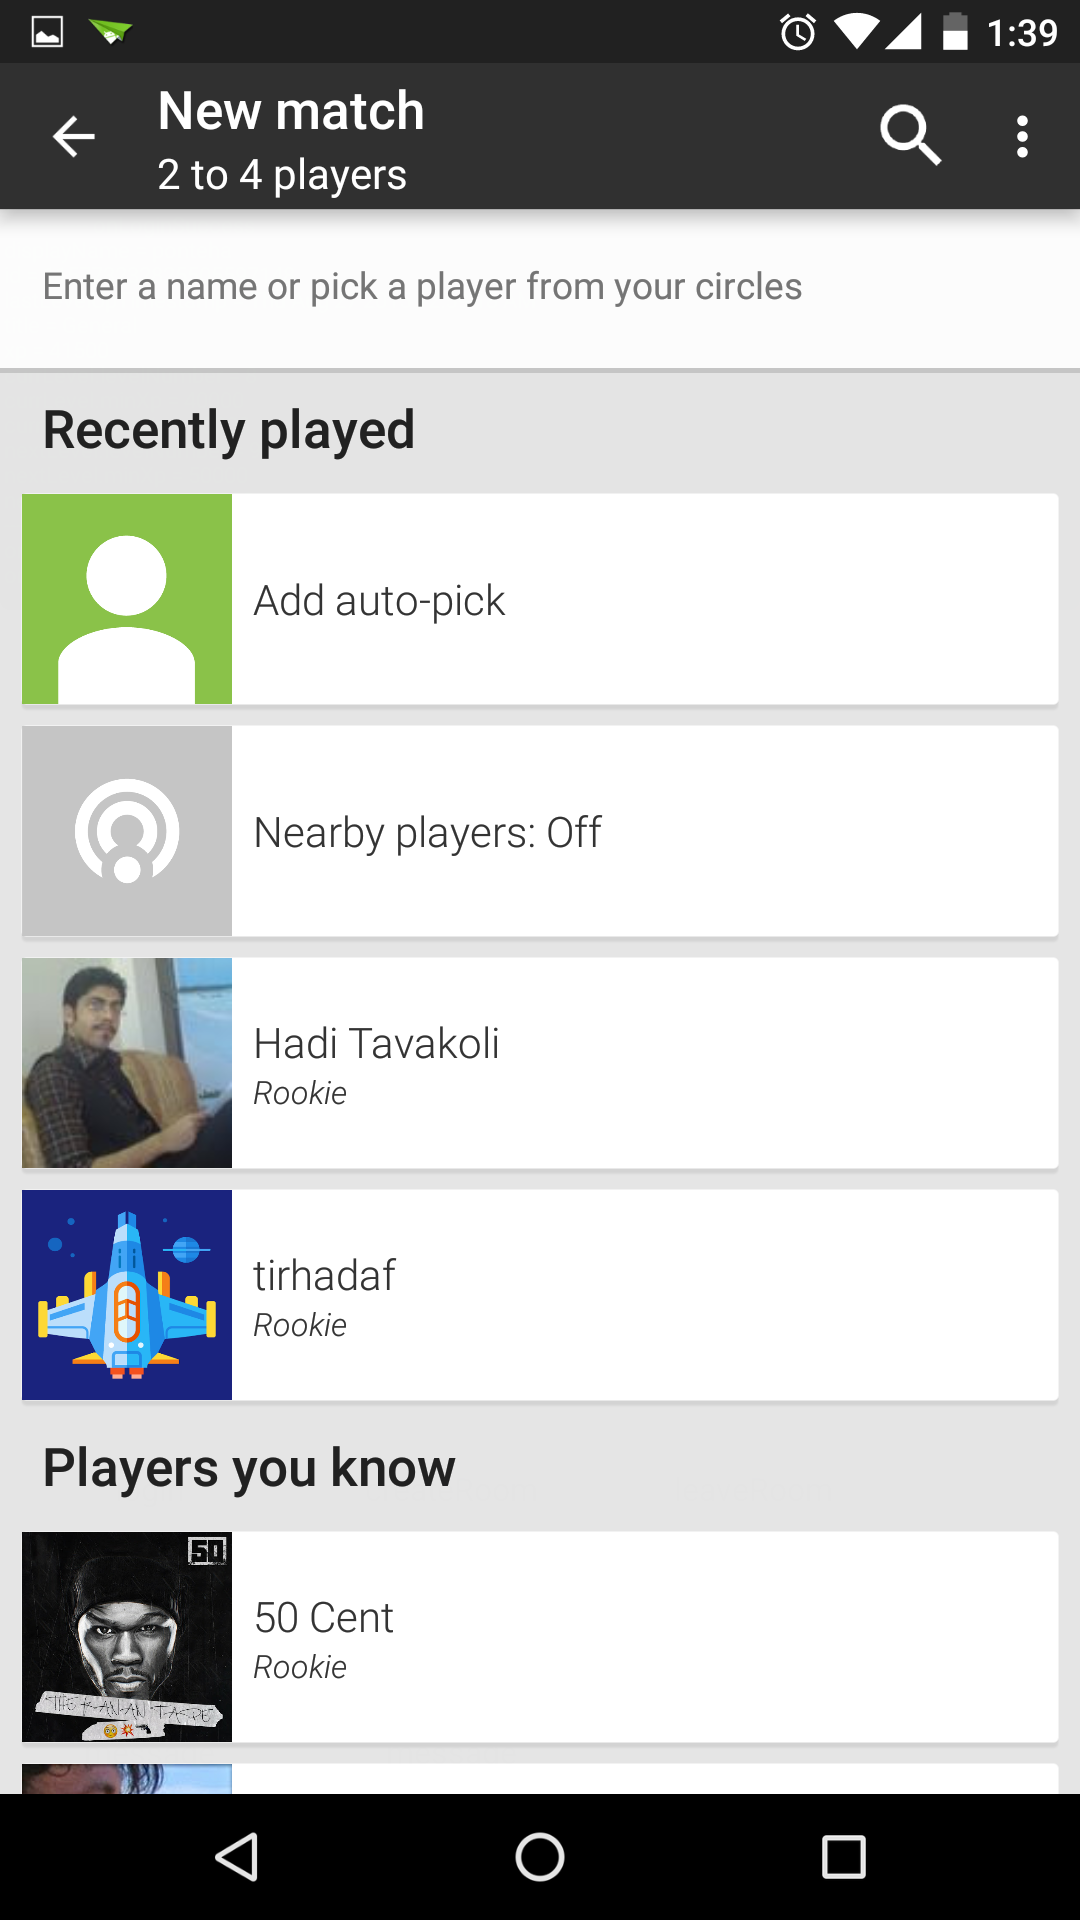 1:39
New match
2 to 4 players
Enter a name or pick a player from your circles
Recently played
Add auto-pick
Nearby players: Off
Hadi Tavakoli
Rookie
tirhadaf
Rookie
Players you know
50
50 Cent
Rookie
THE KANAN TAPE